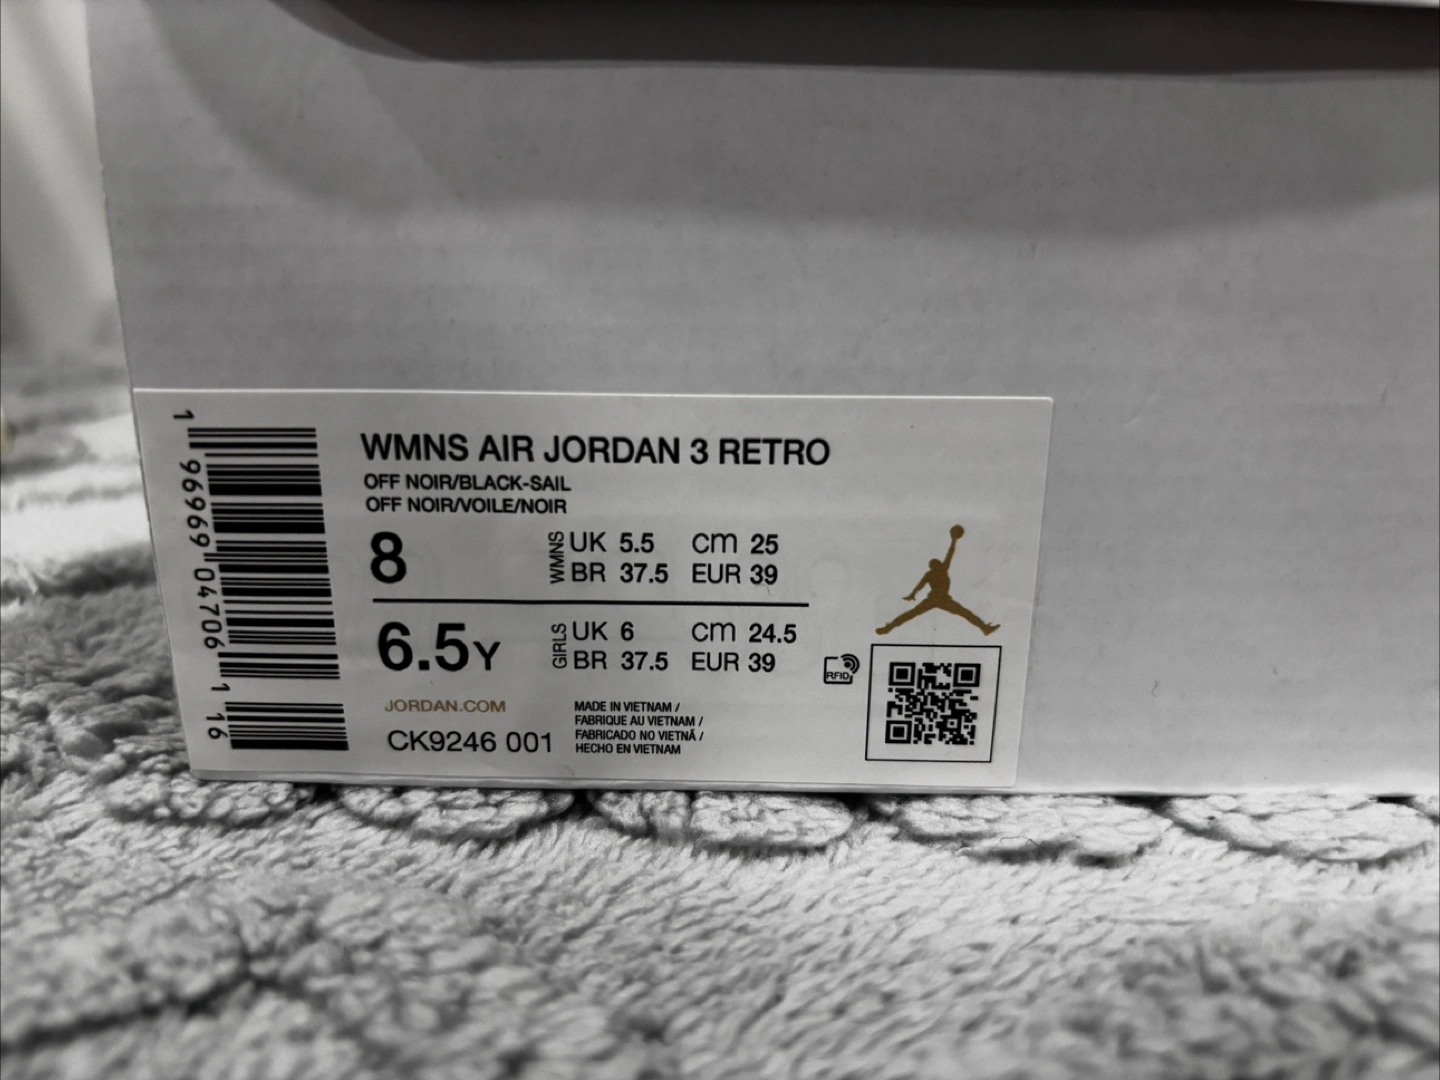 WMNS AIR JORDAN 3 RETRO
OFF NOIR/BLACK-SAIL
OFF NOIR/VOILE/NOIR
8
WMNS
UK 5.5 CM 25
BR 37.5 EUR 39
6.5Y
GIRLS
UK 6 CM 24.5
BR 37.5 EUR 39
RFID
JORDAN.COM
CK9246 001
MADE IN VIETNAM /
FABRIQUE AU VIETNAM /
FABRICADO NO VIETNÃ /
HECHO EN VIETNAM
1 96969 04706 1 16